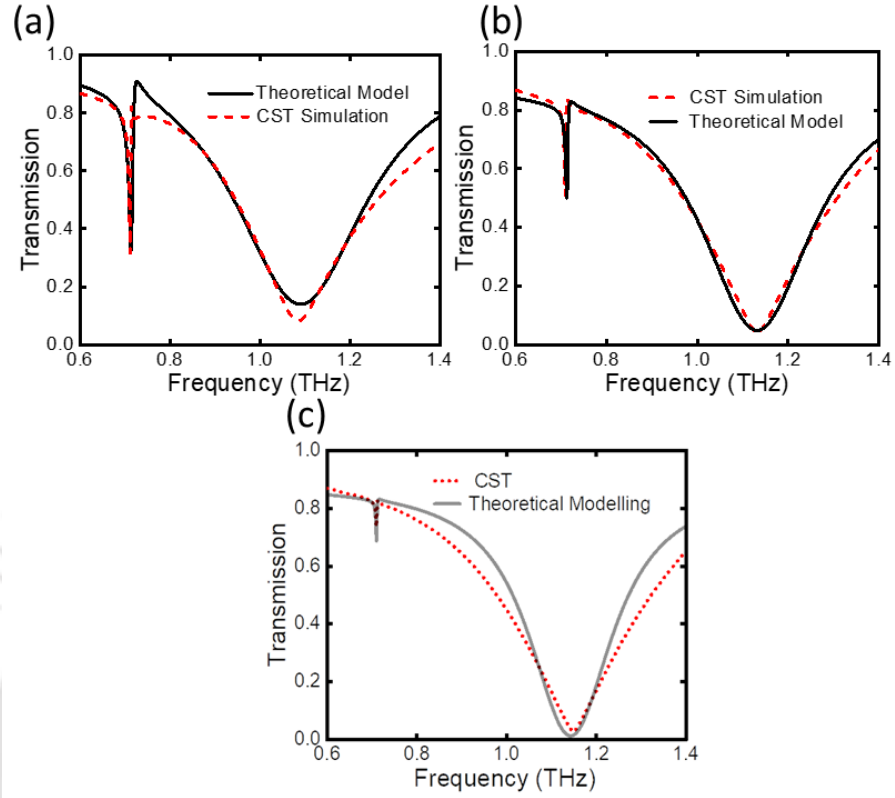 (a)
1.0
0.8
0.6
0.4
0.2
0.0
Transmission
Theoretical Model
CST Simulation
0.6 0.8 1.0 1.2 1.4
Frequency (THz)
(b)
1.0
0.8
0.6
0.4
0.2
0.0
Transmission
CST Simulation
Theoretical Model
0.6 0.8 1.0 1.2 1.4
Frequency (THz)
(c)
1.0
0.8
0.6
0.4
0.2
0.0
Transmission
CST
Theoretical Modelling
0.6 0.8 1.0 1.2 1.4
Frequency (THz)